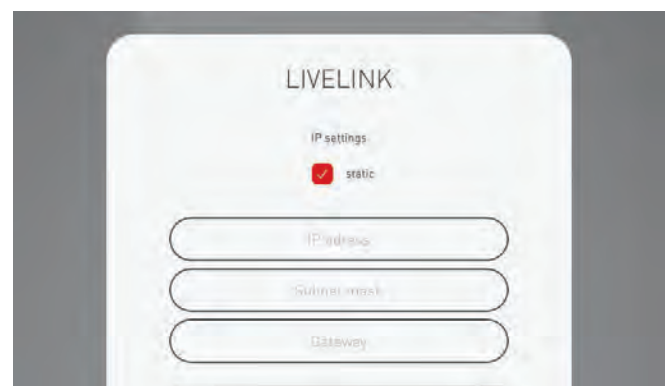 LIVELINK
IP settings
static
IP adress
Subnet mask
Gateway